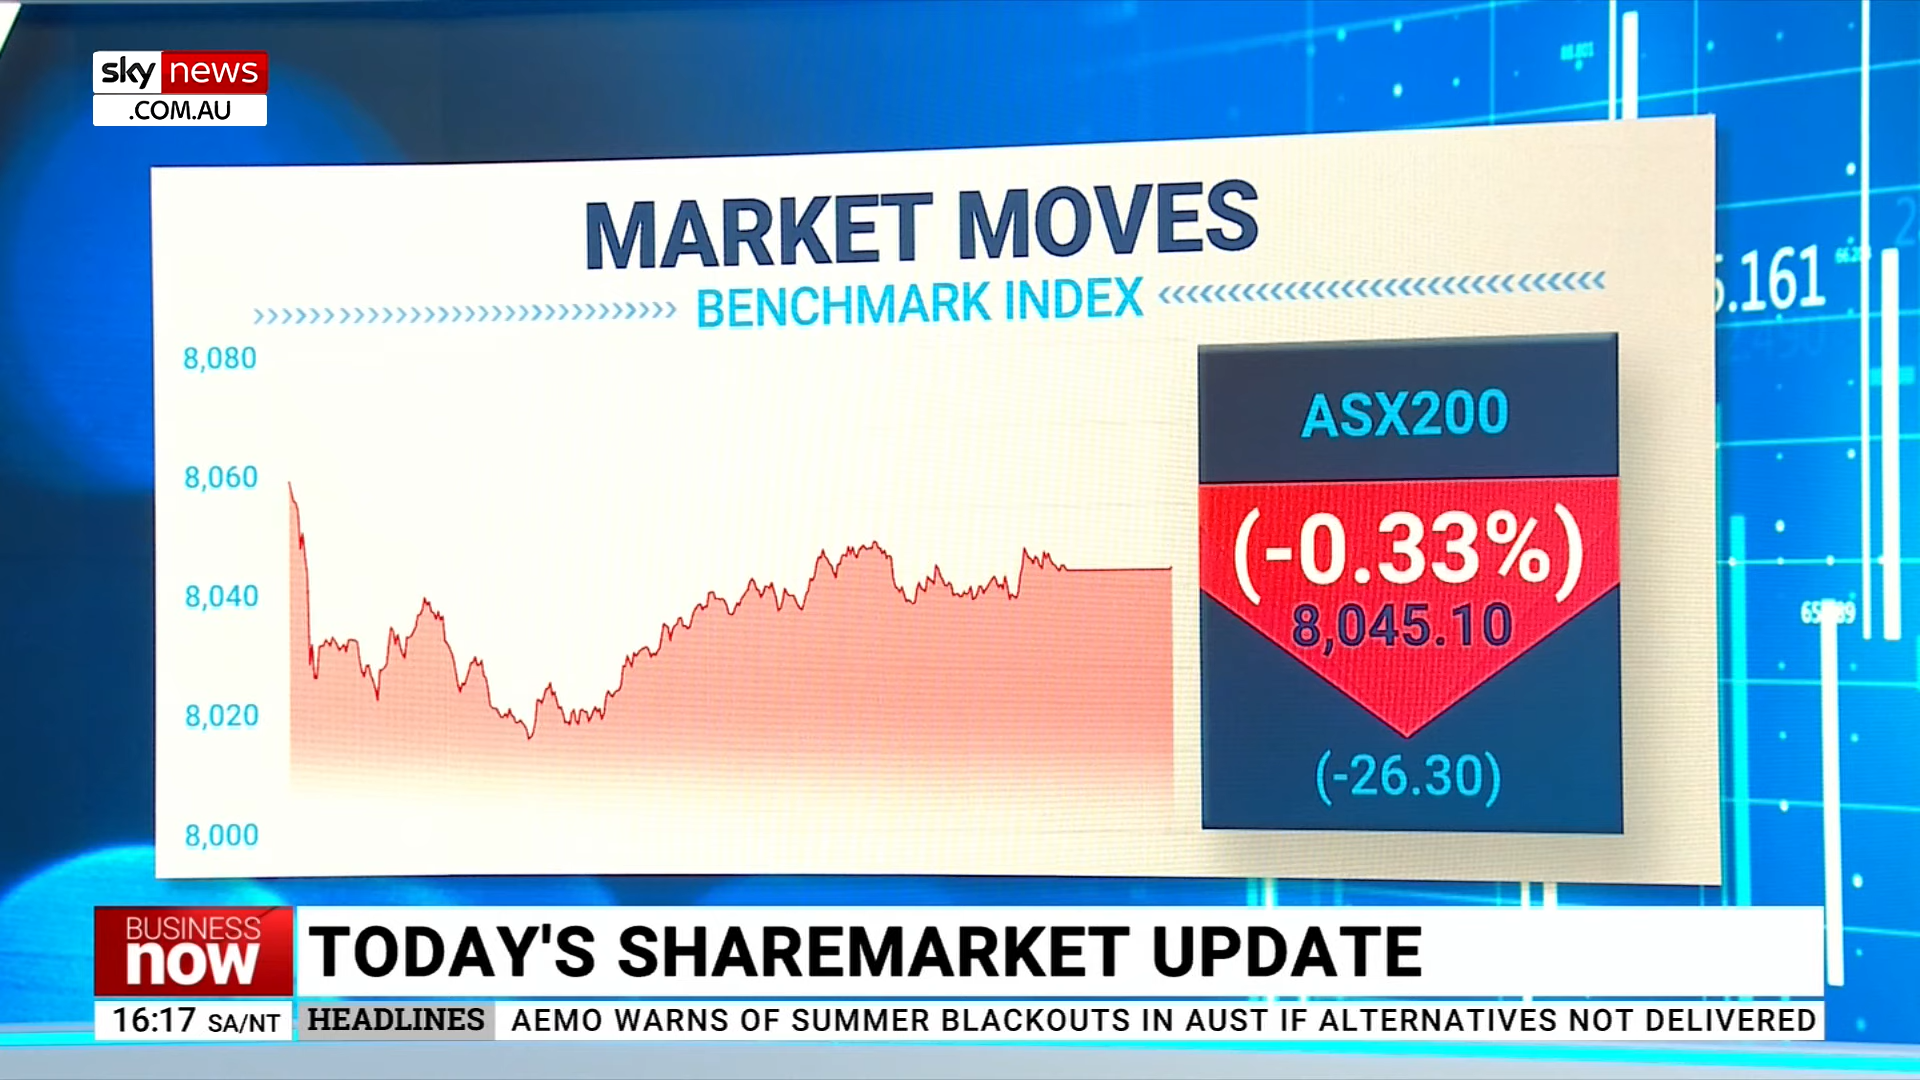 sky news
.COM.AU
MARKET MOVES
BENCHMARK INDEX
8,080
8,060
8,040
8,020
8,000
ASX200
(-0.33%)
8,045.10
(-26.30)
5.161
BUSINESS
now
TODAY'S SHAREMARKET UPDATE
16:17 SA/NT
HEADLINES
AEMO WARNS OF SUMMER BLACKOUTS IN AUST IF ALTERNATIVES NOT DELIVERED